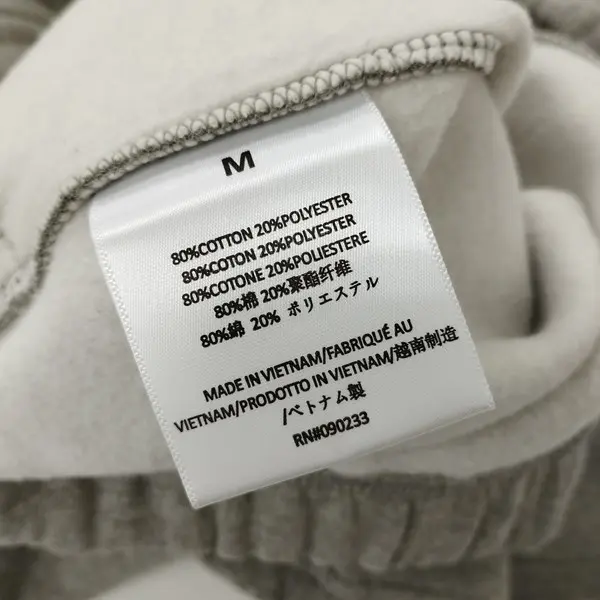 M
80%COTTON 20%POLYESTER
80%COTON 20%POLYESTER
80%COTONE 20%POLIESTERE
80%棉 20%聚酯纤维
80%綿 20% ポリエステル
MADE IN VIETNAM/FABRIQUÉ AU
VIETNAM/PRODOTTO IN VIETNAM/越南制造
/ベトナム製
RN#090233